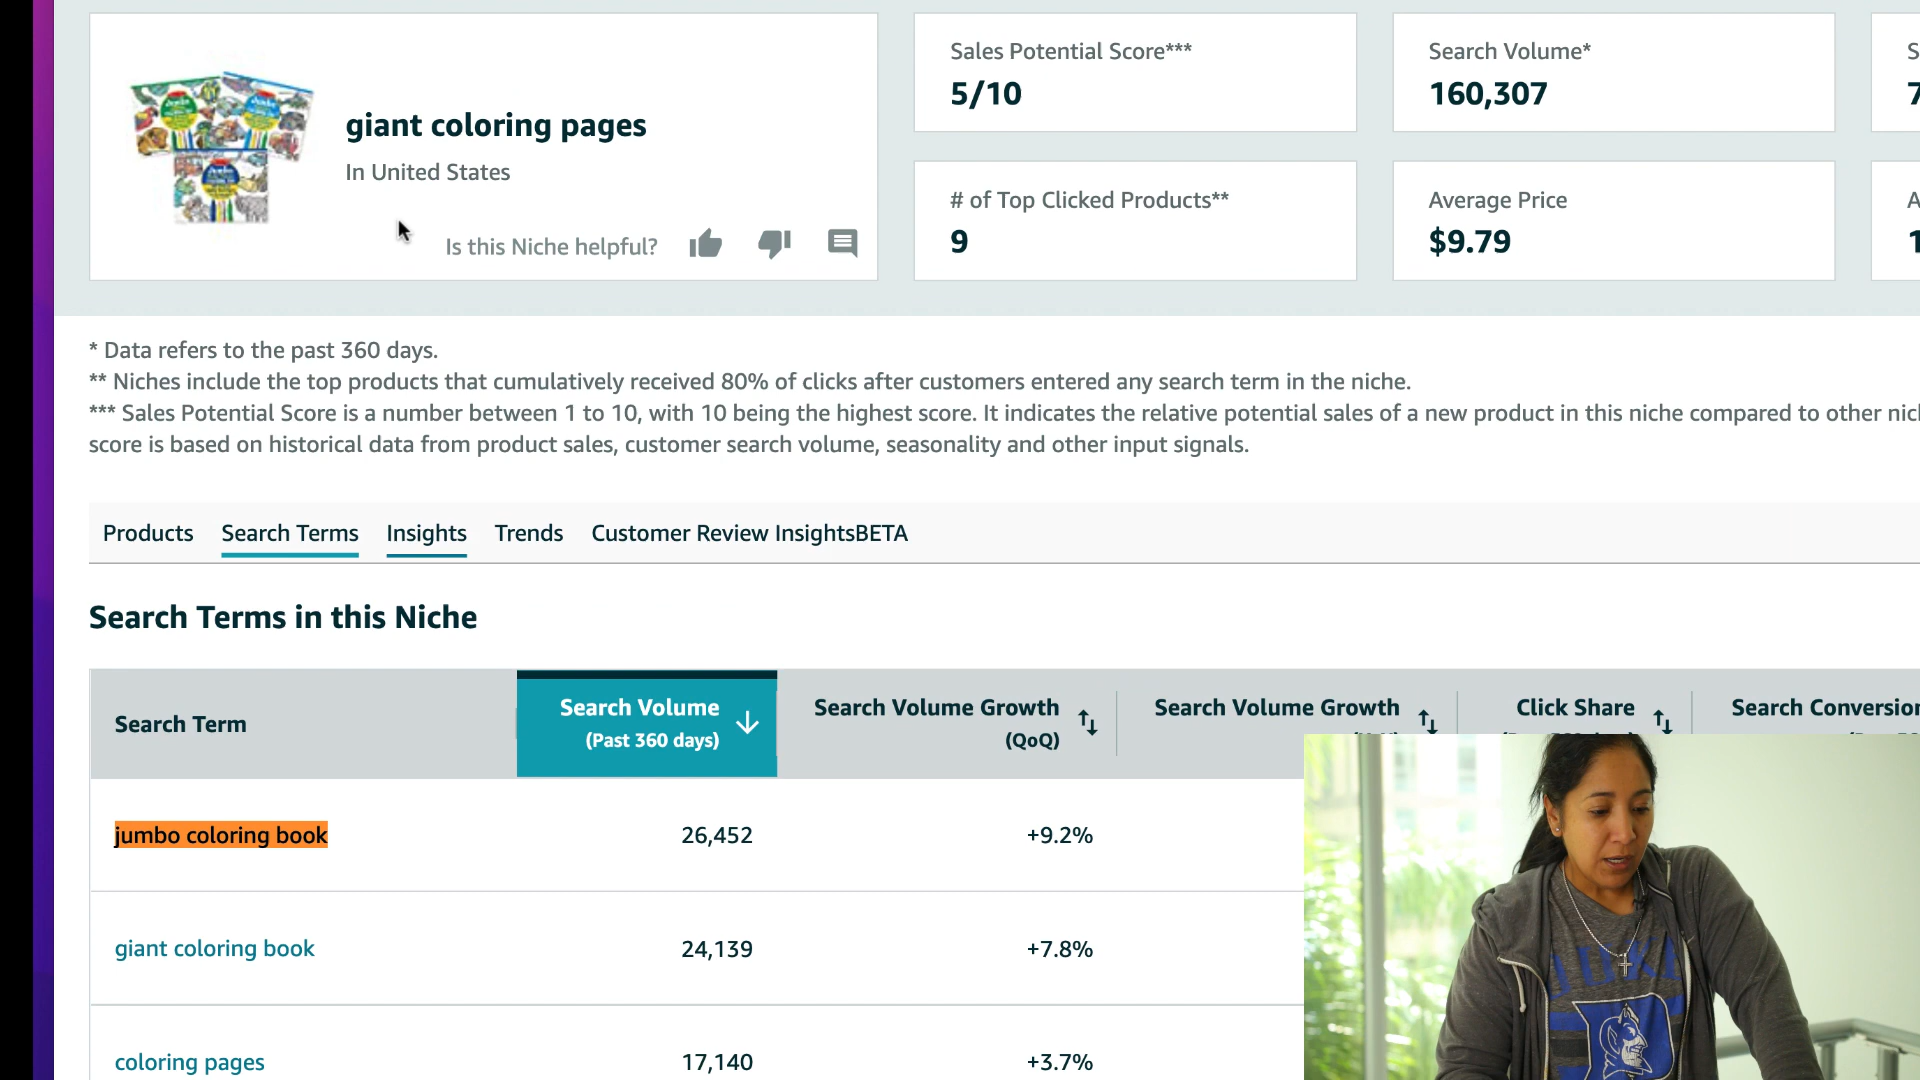 giant coloring pages
In United States
Is this Niche helpful?
Sales Potential Score***
5/10
Search Volume*
160,307
# of Top Clicked Products**
9
Average Price
$9.79
* Data refers to the past 360 days.
** Niches include the top products that cumulatively received 80% of clicks after customers entered any search term in the niche.
*** Sales Potential Score is a number between 1 to 10, with 10 being the highest score. It indicates the relative potential sales of a new product in this niche compared to other
score is based on historical data from product sales, customer search volume, seasonality and other input signals.
Products Search Terms Insights Trends Customer Review InsightsBETA
Search Terms in this Niche
Search Term
Search Volume
(Past 360 days)
Search Volume Growth
(QoQ)
Search Volume Growth
Click Share
Search Conversion
jumbo coloring book 26,452 +9.2%
giant coloring book 24,139 +7.8%
coloring pages 17,140 +3.7%